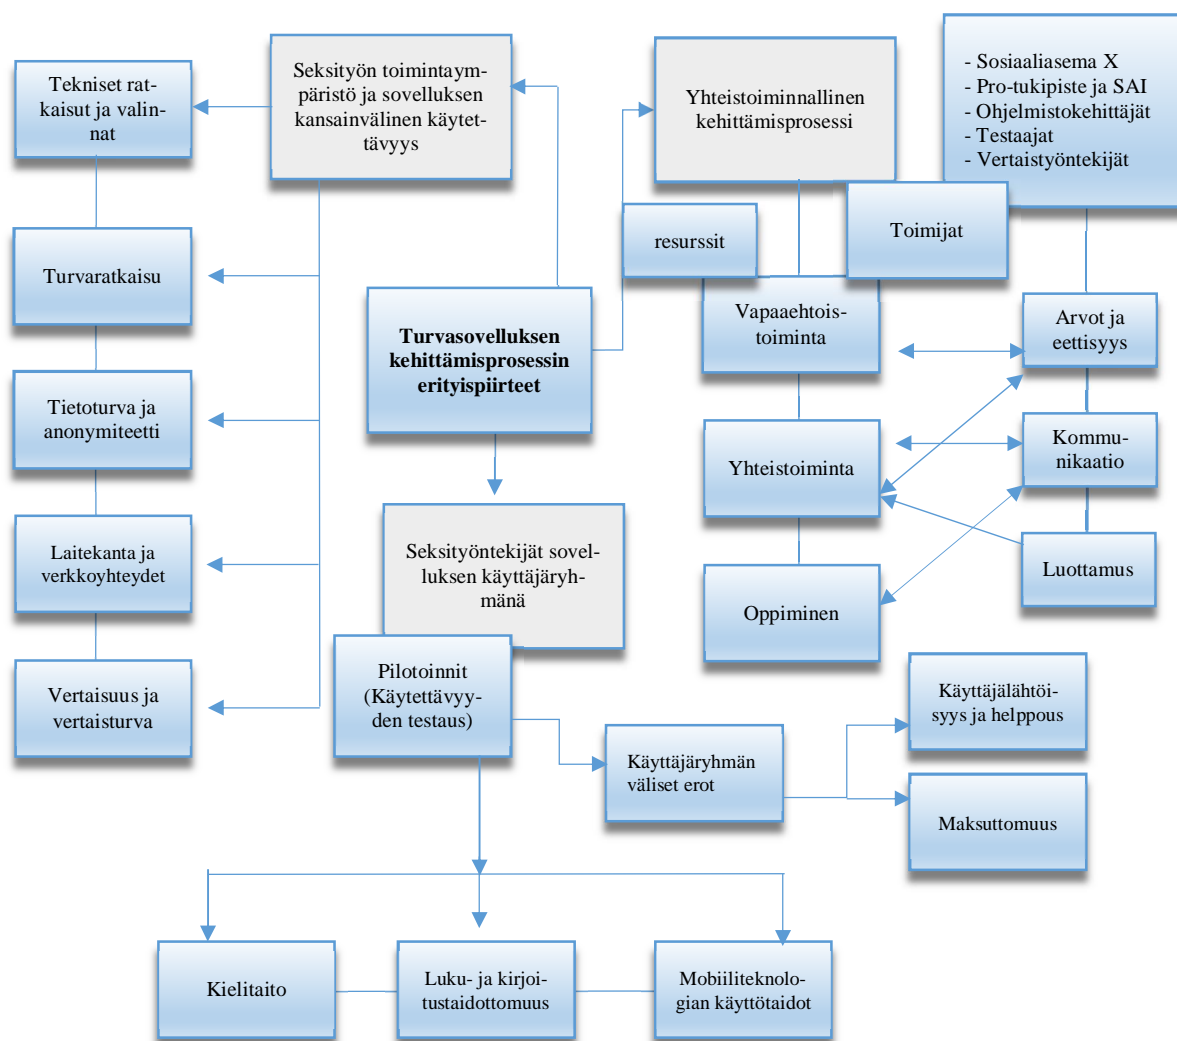 Tekniset rat-
kaisut ja valin-
nat
Seksityön toimintaym-
päristö ja sovelluksen
kansainvälinen käytet-
tävyys
Yhteistoiminnallinen
kehittämisprosessi
- Sosiaaliasema X
- Pro-tukipiste ja SAI
- Ohjelmistokehittäjät
- Testaajat
- Vertaistyöntekijät
Toimijat
resurssit
Turvaratkaisu
Turvasovelluksen
kehittämisprosessin
erityispiirteet
Vapaaehtois-
toiminta
Arvot ja
eettisyys
Tietoturva ja
anonymiteetti
Yhteistoiminta
Kommu-
nikaatio
Laitekanta ja
verkkoyhteydet
Seksityöntekijät sovel-
luksen käyttäjäryh-
mänä
Oppiminen
Luottamus
Vertaisuus ja
vertaisturva
Pilotoinnit
(Käytettävyy-
den testaus)
Käyttäjäryhmän
väliset erot
Käyttäjälähtöi-
syys ja helppous
Maksuttomuus
Kielitaito
Luku- ja kirjoi-
tustaidottomuus
Mobiiliteknolo-
gian käyttötaidot